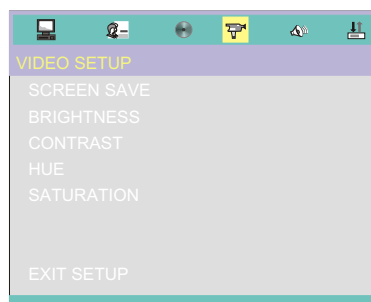 VIDEO SETUP
SCREEN SAVE
BRIGHTNESS
CONTRAST
HUE
SATURATION
EXIT SETUP